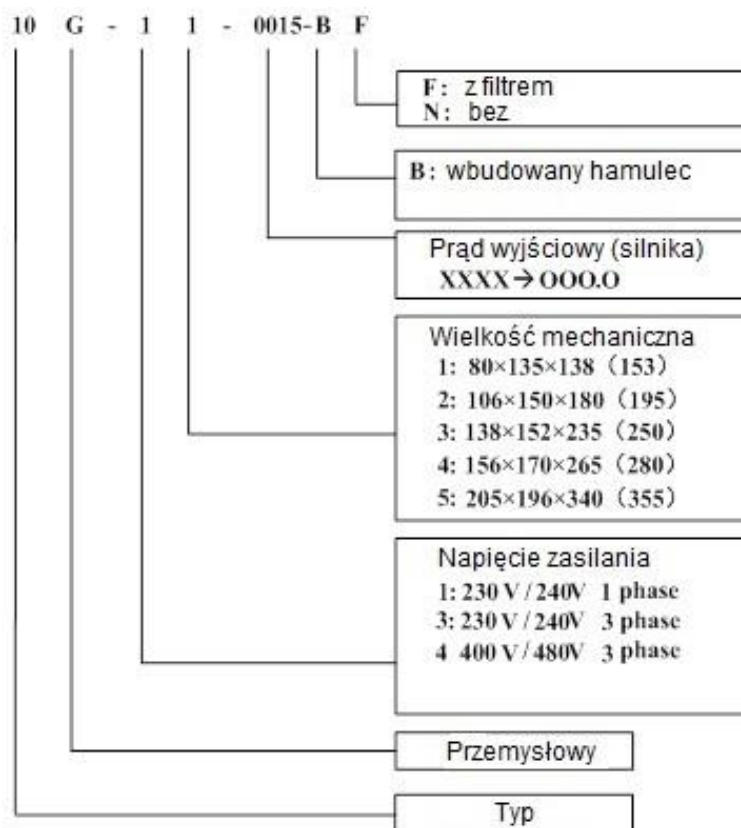 10 G - 1 1 - 0015-B F
F: z filtrem
N: bez
B: wbudowany hamulec
Prąd wyjściowy (silnika)
XXXX→OOO.O
Wielkość mechaniczna
1: 80×135×138（153）
2: 106×150×180（195）
3: 138×152×235（250）
4: 156×170×265（280）
5: 205×196×340（355）
Napięcie zasilania
1: 230 V / 240V 1 phase
3: 230 V / 240V 3 phase
4 400 V / 480V 3 phase
Przemysłowy
Typ